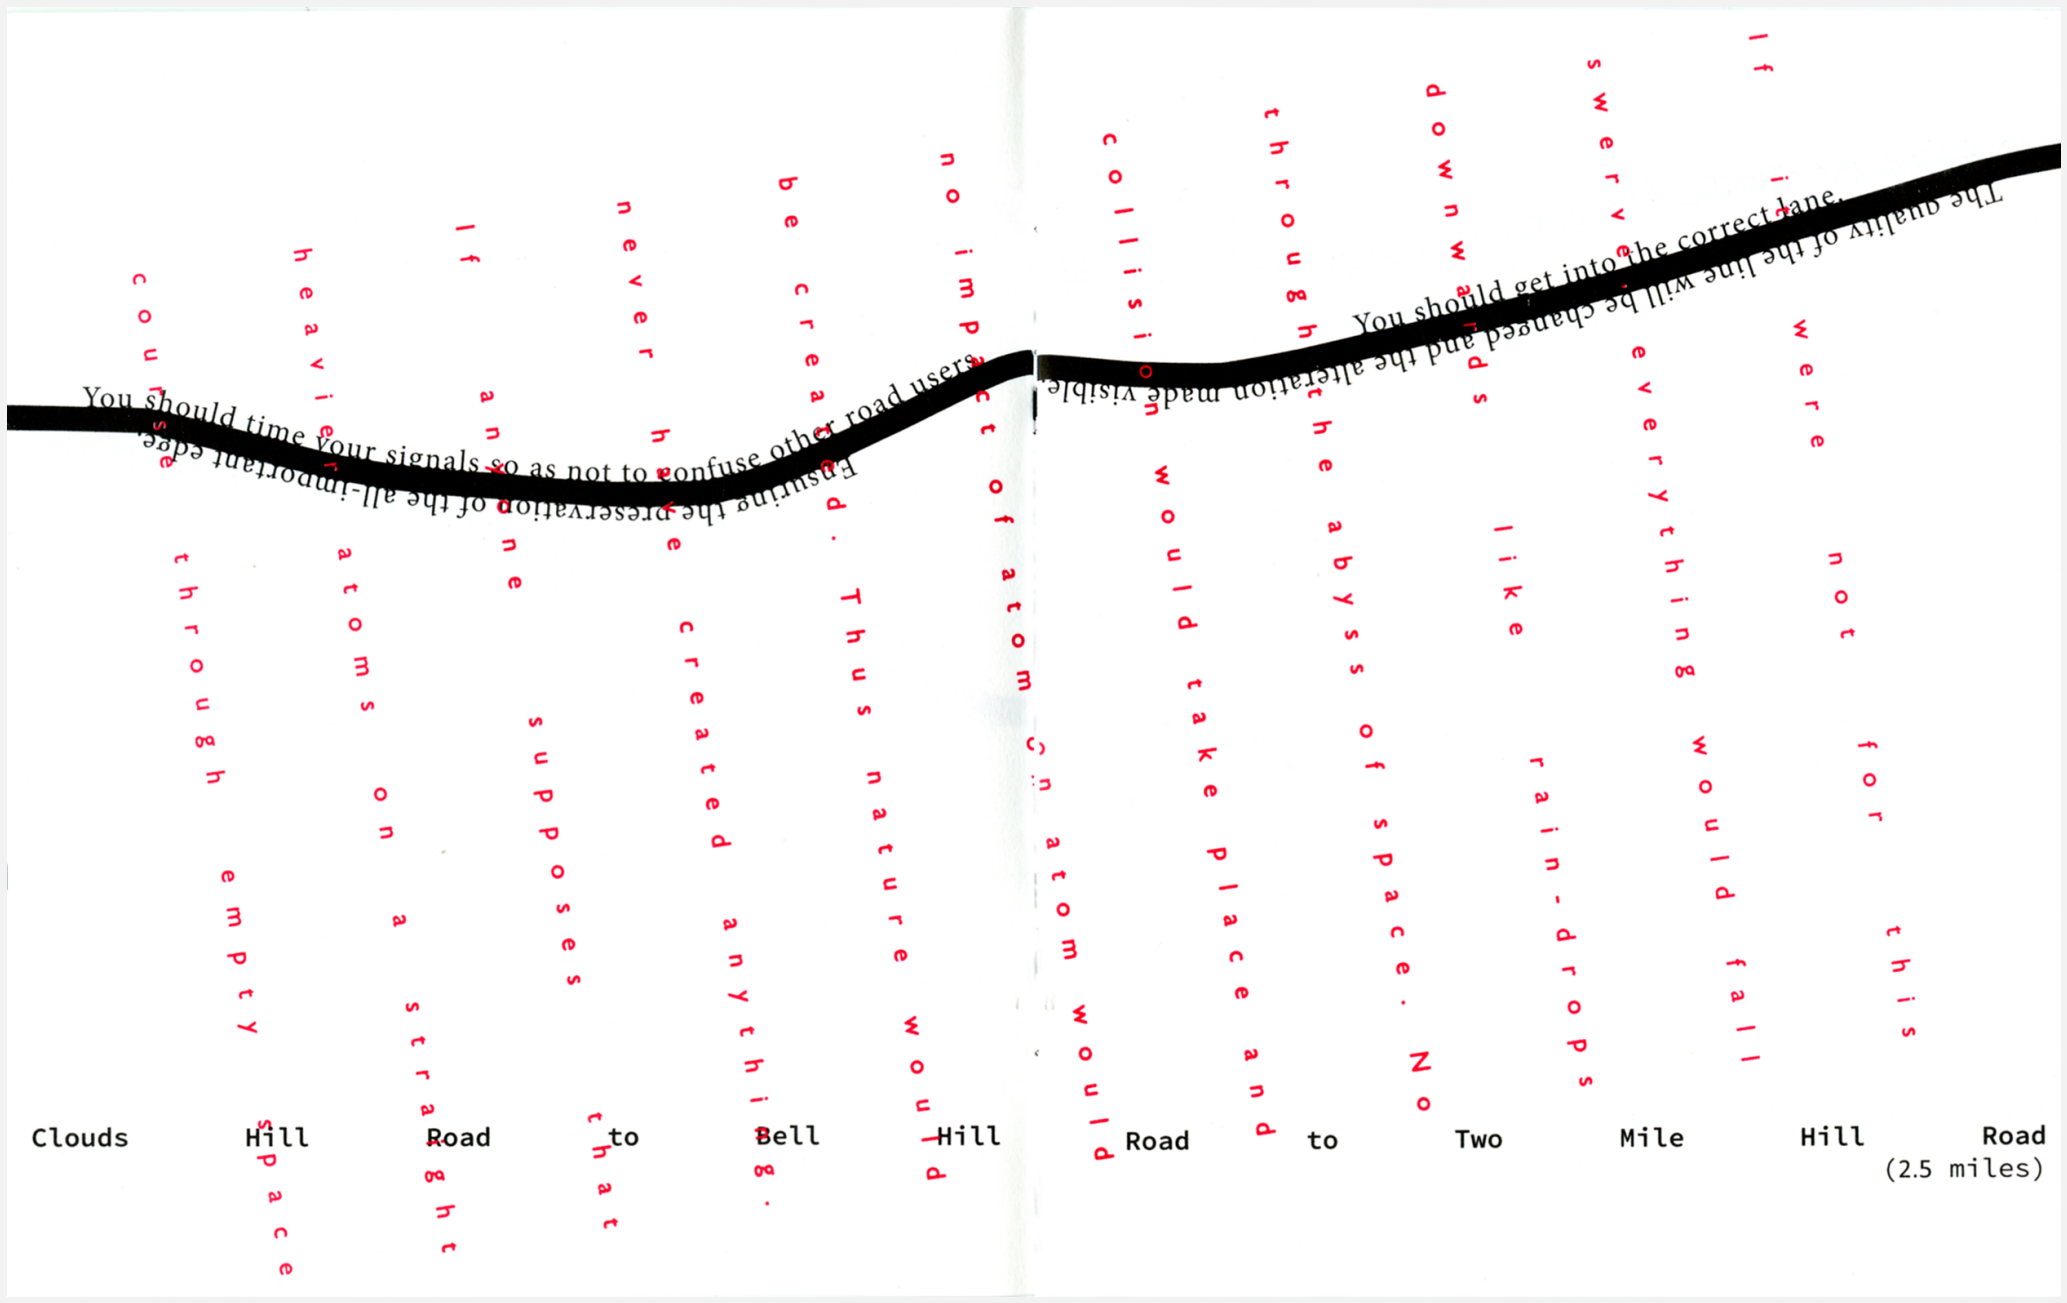 You should time your signals so as not to confuse other road users.
Ensuring the preservation of the all-important edge.
You should get into the correct lane.
The quality of the line will be changed and the alteration made visible.
If it were not for this
swerve, everything would fall
downwards like rain-drops
through the abyss of space. No
collision would take place and
no impact of atom on atom would
be created. Thus nature would
never have created anything.
If anyone supposes that
heavier atoms on a straight
course through empty space
Clouds Hill Road to Bell Hill Road to Two Mile Hill Road
(2.5 miles)